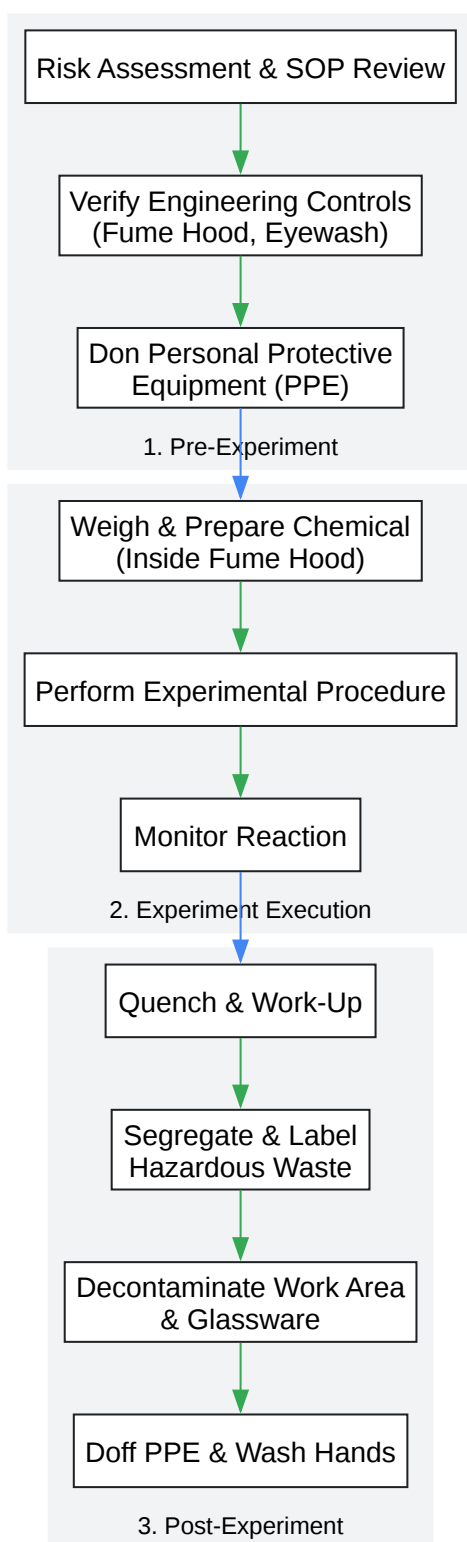 Risk Assessment & SOP Review
Verify Engineering Controls
(Fume Hood, Eyewash)
Don Personal Protective
Equipment (PPE)
1. Pre-Experiment
Weigh & Prepare Chemical
(Inside Fume Hood)
Perform Experimental Procedure
Monitor Reaction
2. Experiment Execution
Quench & Work-Up
Segregate & Label
Hazardous Waste
Decontaminate Work Area
& Glassware
Doff PPE & Wash Hands
3. Post-Experiment